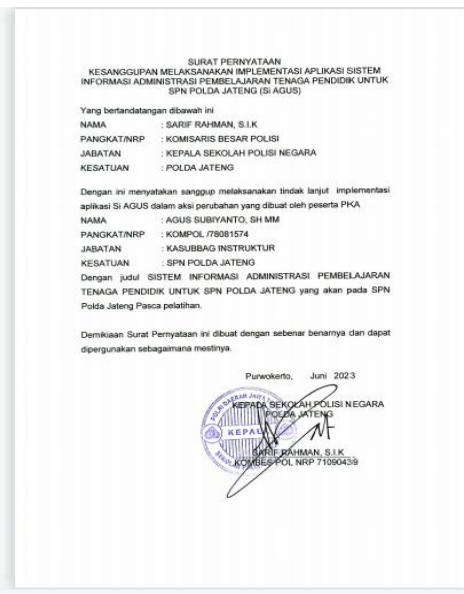 SURAT PERNYATAAN
KESANGGUPAN MELAKSANAKAN IMPLEMENTASI APLIKASI SISTEM
INFORMASI ADMINISTRASI PEMBELAJARAN TENAGA PENDIDIK UNTUK
SPN POLDA JATENG (Si AGUS)
Yang bertandatangan dibawah ini
NAMA : SARIF RAHMAN, S.I.K
PANGKAT/NRP : KOMISARIS BESAR POLISI
JABATAN : KEPALA SEKOLAH POLISI NEGARA
KESATUAN : POLDA JATENG
Dengan ini menyatakan sanggup melaksanakan tindak lanjut implementasi
aplikasi Si AGUS dalam aksi perubahan yang dibuat oleh peserta PKA
NAMA : AGUS SUBIYANTO, SH MM
PANGKAT/NRP : KOMPOL /78081574
JABATAN : KASUBBAG INSTRUKTUR
KESATUAN : SPN POLDA JATENG
Dengan judul SISTEM INFORMASI ADMINISTRASI PEMBELAJARAN
TENAGA PENDIDIK UNTUK SPN POLDA JATENG yang akan pada SPN
Polda Jateng Pasca pelatihan.
Demikiaan Surat Pernyataan ini dibuat dengan sebenar benarnya dan dapat
dipergunakan sebagaimana mestinya.
Purwokerto, Juni 2023
KEPADA SEKOLAH POLISI NEGARA
POLDA JATENG
KEPALA
SARIF RAHMAN, S.I.K
KOMBES POL NRP 71090439